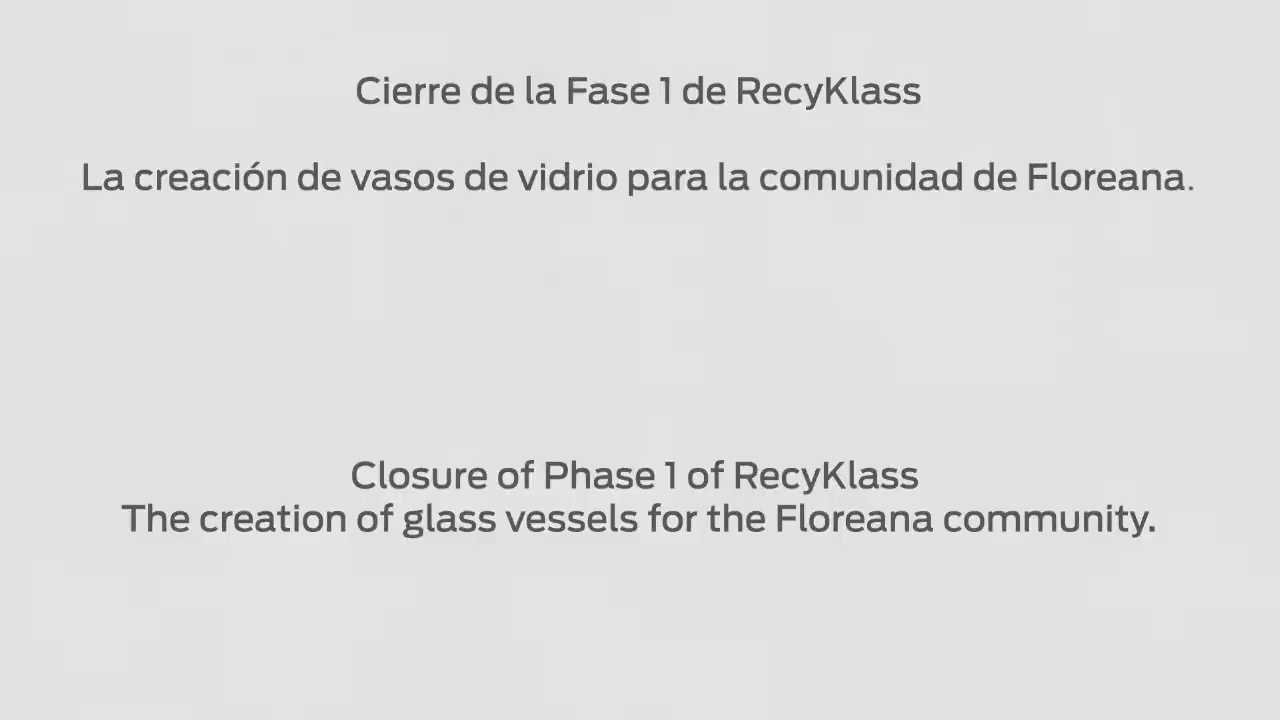 Cierre de la Fase 1 de RecyKlass
La creación de vasos de vidrio para la comunidad de Floreana.
Closure of Phase 1 of RecyKlass
The creation of glass vessels for the Floreana community.